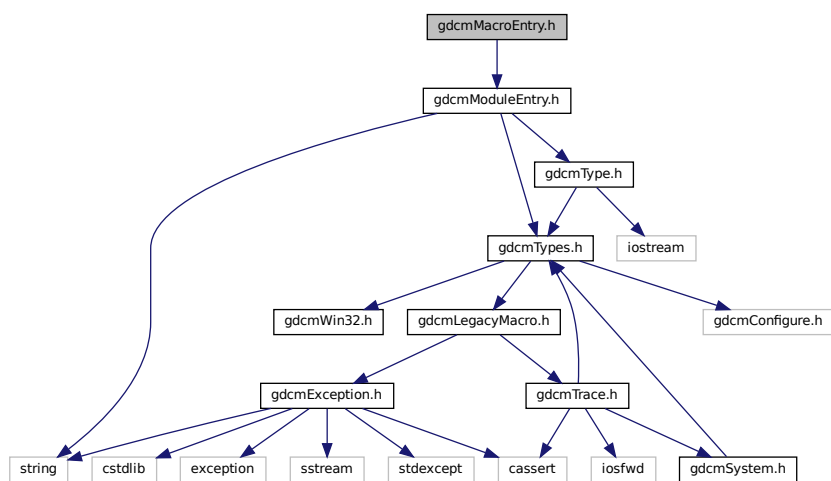 gdcmMacroEntry.h
gdcmModuleEntry.h
gdcmType.h
gdcmTypes.h
iostream
gdcmWin32.h
gdcmLegacyMacro.h
gdcmConfigure.h
gdcmException.h
gdcmTrace.h
string
cstdlib
exception
sstream
stdexcept
cassert
iosfwd
gdcmSystem.h